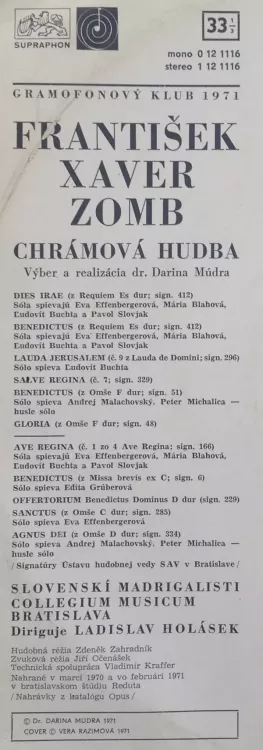 SUPRAPHON
33 1/3
mono 0 12 1116
stereo 1 12 1116
GRAMOFONOVÝ KLUB 1971
FRANTIŠEK
XAVER
ZOMB
CHRÁMOVÁ HUDBA
Výber a realizácia dr. Darina Múdra
DIES IRAE (z Requiem Es dur; sign. 412)
Sóla spievajú Eva Effenbergerová, Mária Blahová,
Ľudovít Buchta a Pavol Slovjak
BENEDICTUS (z Requiem Es dur; sign. 412)
Sóla spievajú Eva Effenbergerová, Mária Blahová,
Ľudovít Buchta a Pavol Slovjak
LAUDA JERUSALEM (č. 9 z Lauda de Domini; sign. 296)
Sólo spieva Ľudovít Buchta
SALVE REGINA (č. 7; sign. 329)
BENEDICTUS (z Omše F dur; sign. 51)
Sólo spieva Andrej Malachovský, Peter Michalica —
husle sólo
GLORIA (z Omše F dur; sign. 48)
AVE REGINA (č. 1 zo 4 Ave Regina; sign. 166)
Sóla spievajú Eva Effenbergerová, Mária Blahová,
Ľudovít Buchta a Pavol Slovjak
BENEDICTUS (z Missa brevis ex C; sign. 6)
Sólo spieva Edita Grúberová
OFFERTORIUM Benedictus Dominus D dur (sign. 229)
SANCTUS (z Omše C dur; sign. 285)
Sólo spieva Eva Effenbergerová
AGNUS DEI (z Omše D dur; sign. 334)
Sólo spieva Andrej Malachovský, Peter Michalica —
husle sólo
/Signatúry Ústavu hudobnej vedy SAV v Bratislave/
SLOVENSKÍ MADRIGALISTI
COLLEGIUM MUSICUM
BRATISLAVA
Diriguje LADISLAV HOLÁSEK
Hudobná réžia Zdeněk Zahradník
Zvuková réžia Jiří Očenášek
Technická spolupráca Vladimír Kraffer
Nahrané v marci 1970 a vo februári 1971
v bratislavskom štúdiu Reduta
/Nahrávky z katalógu Opus/
© Dr. DARINA MÚDRA 1971
COVER © VĚRA RAZÍMOVÁ 1971